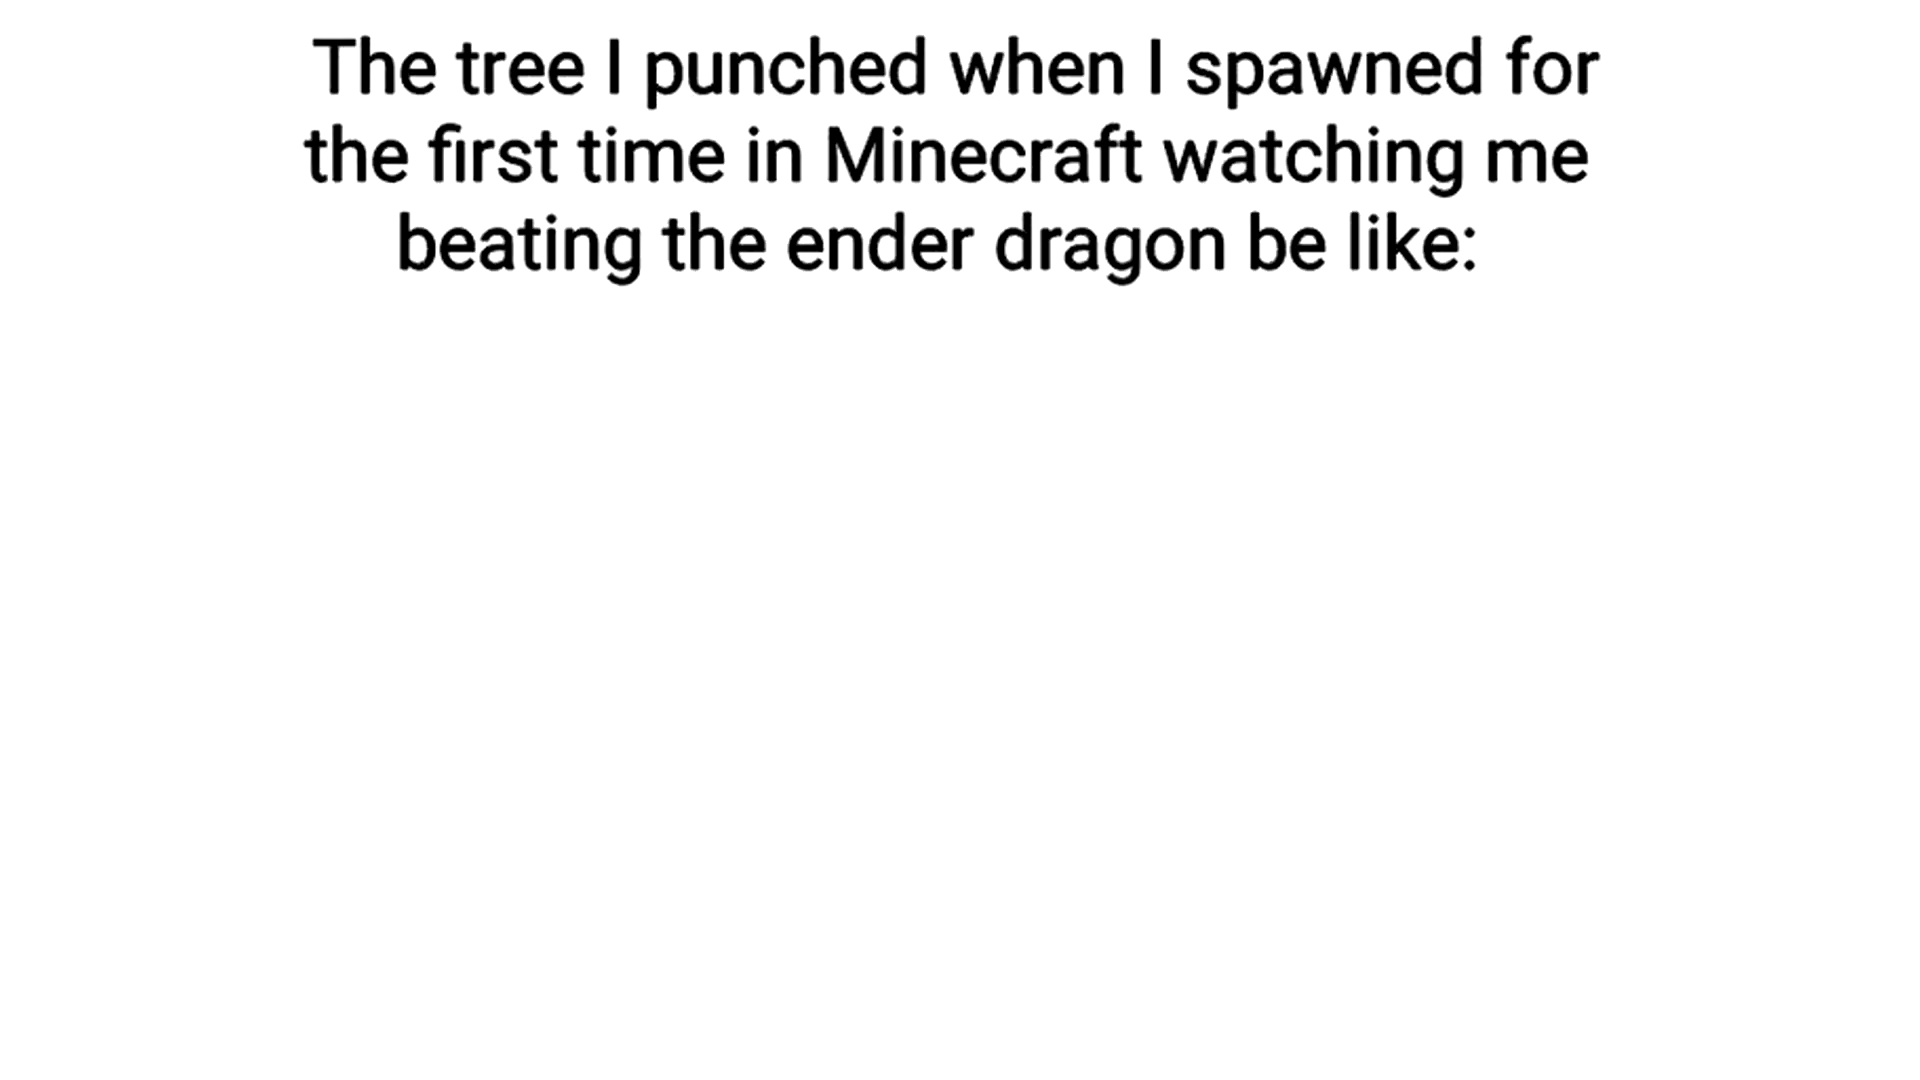 The tree I punched when I spawned for
the first time in Minecraft watching me
beating the ender dragon be like: